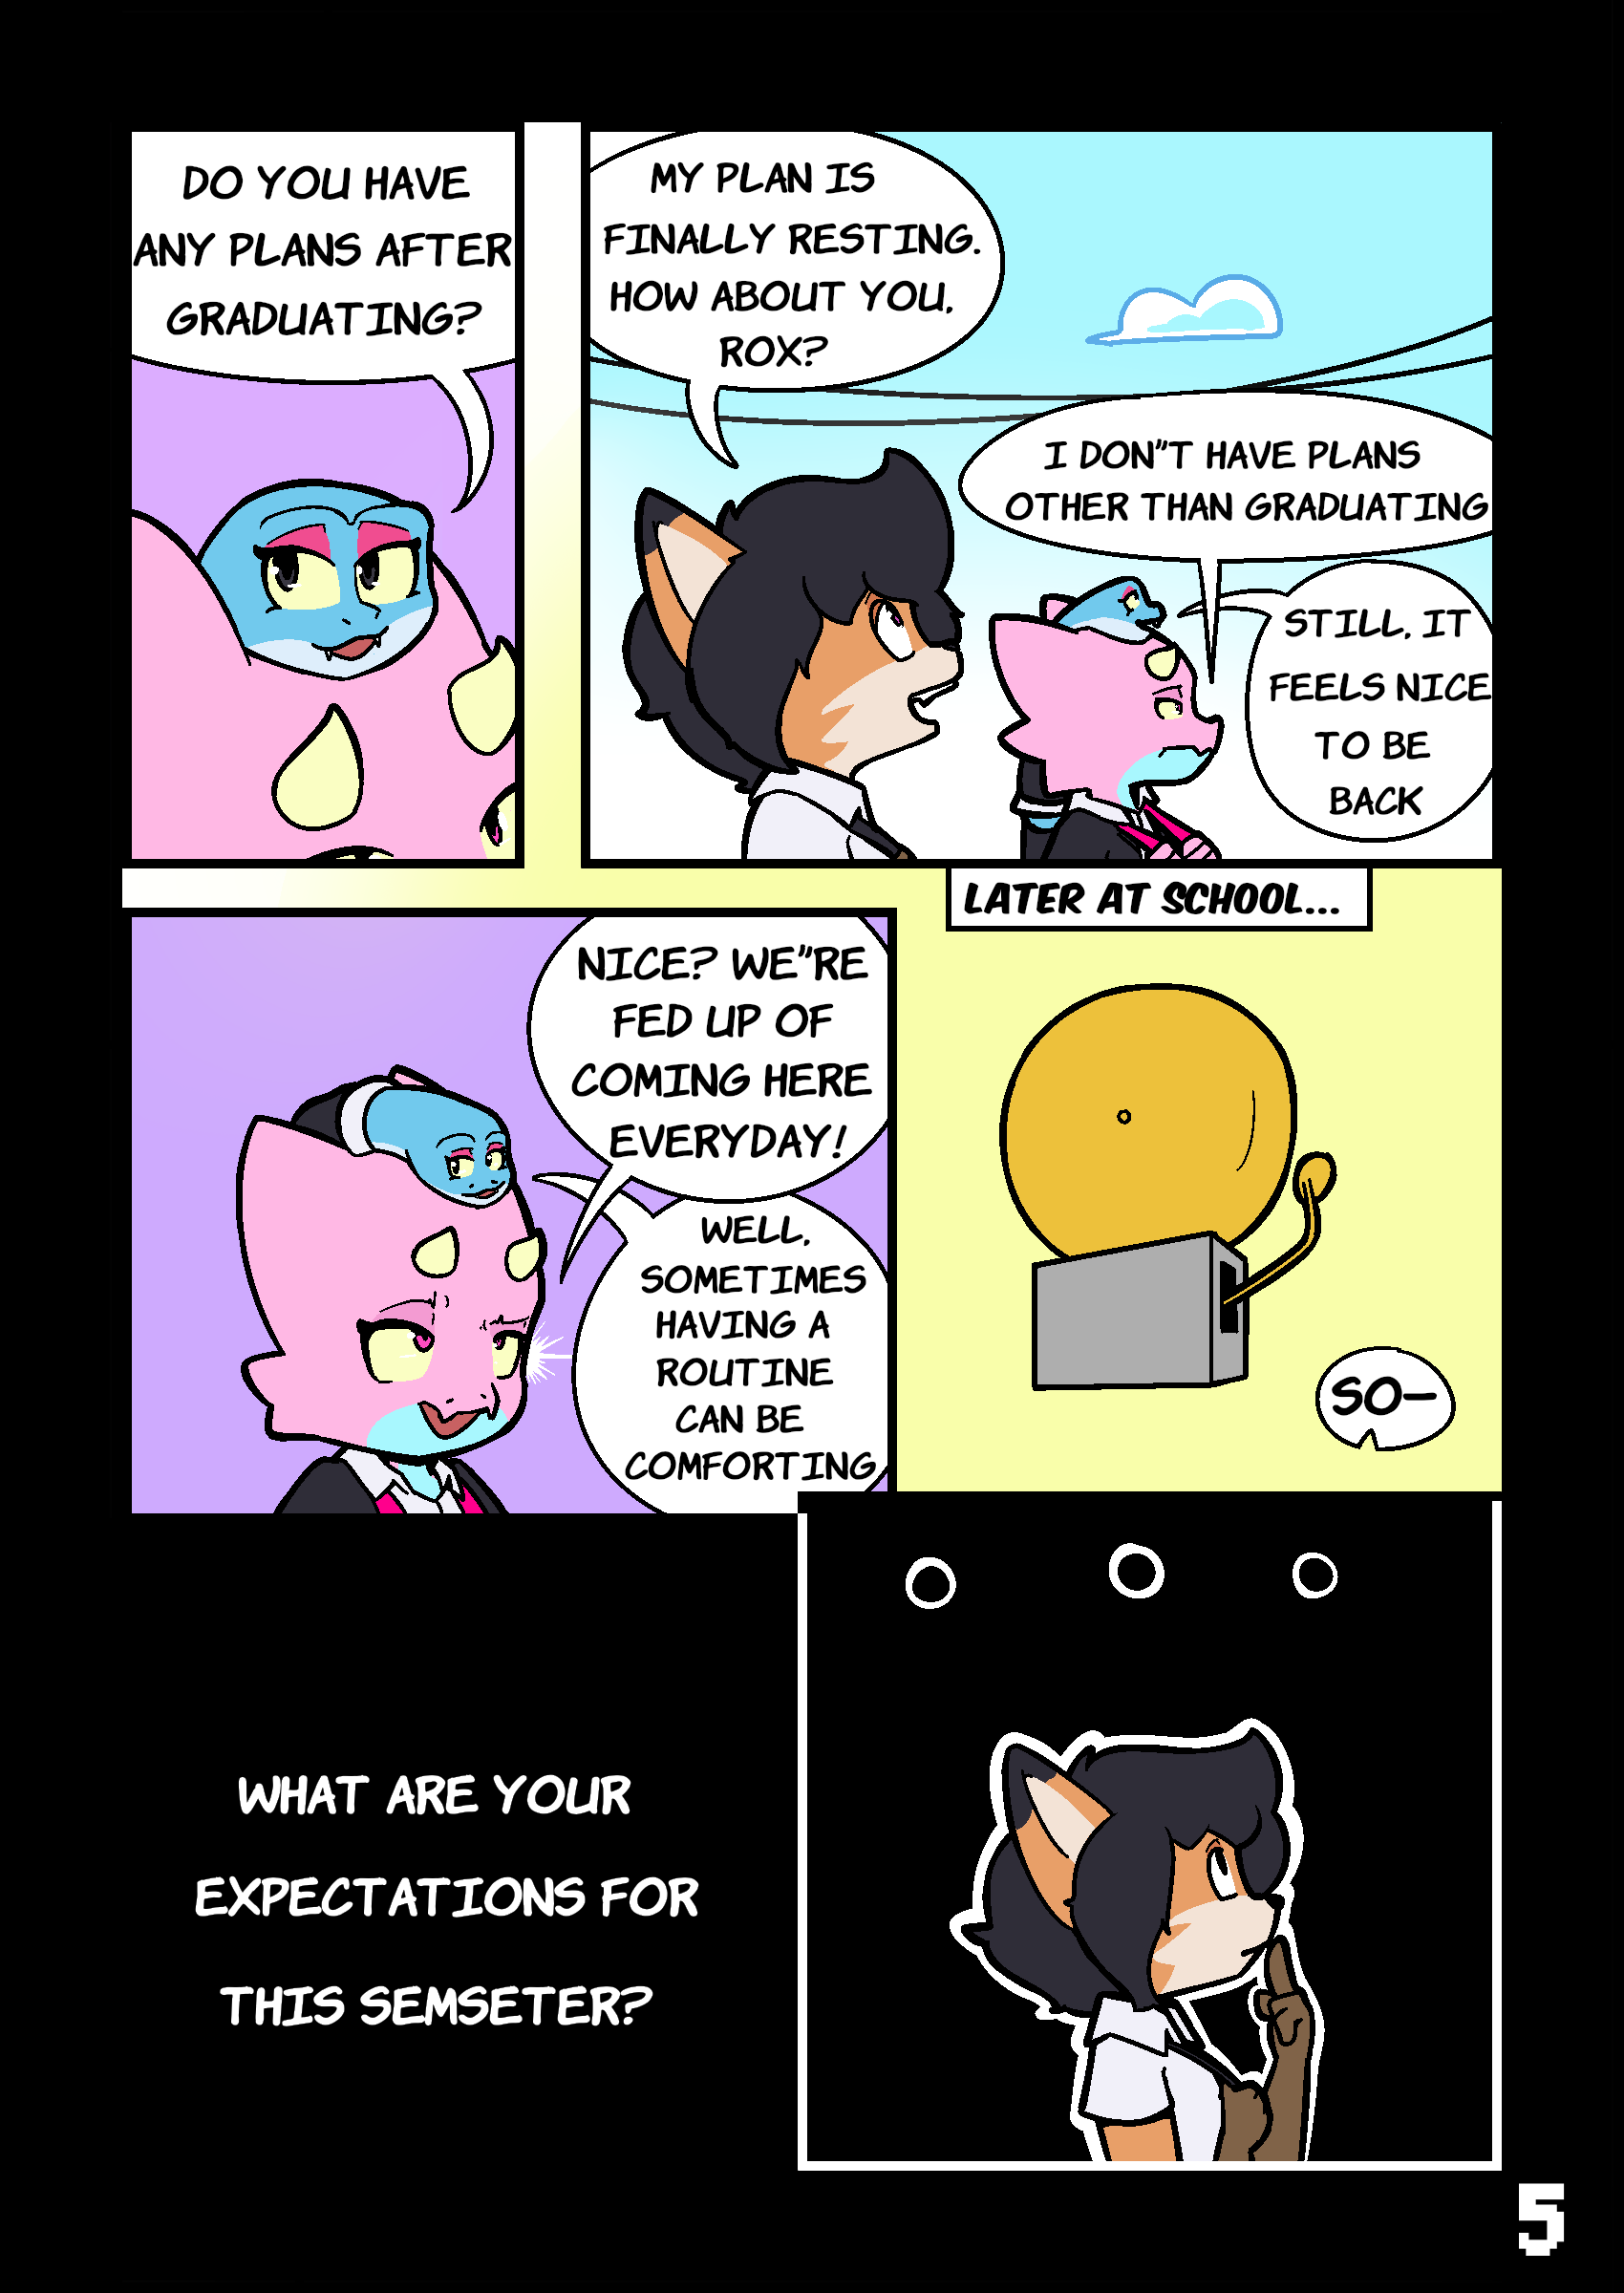 DO YOU HAVE
ANY PLANS AFTER
GRADUATING?
MY PLAN IS
FINALLY RESTING.
HOW ABOUT YOU,
ROX?
I DON"T HAVE PLANS
OTHER THAN GRADUATING
STILL, IT
FEELS NICE
TO BE
BACK
NICE? WE"RE
FED UP OF
COMING HERE
EVERYDAY!
WELL,
SOMETIMES
HAVING A
ROUTINE
CAN BE
COMFORTING
LATER AT SCHOOL...
SO—
WHAT ARE YOUR
EXPECTATIONS FOR
THIS SEMSETER?
5